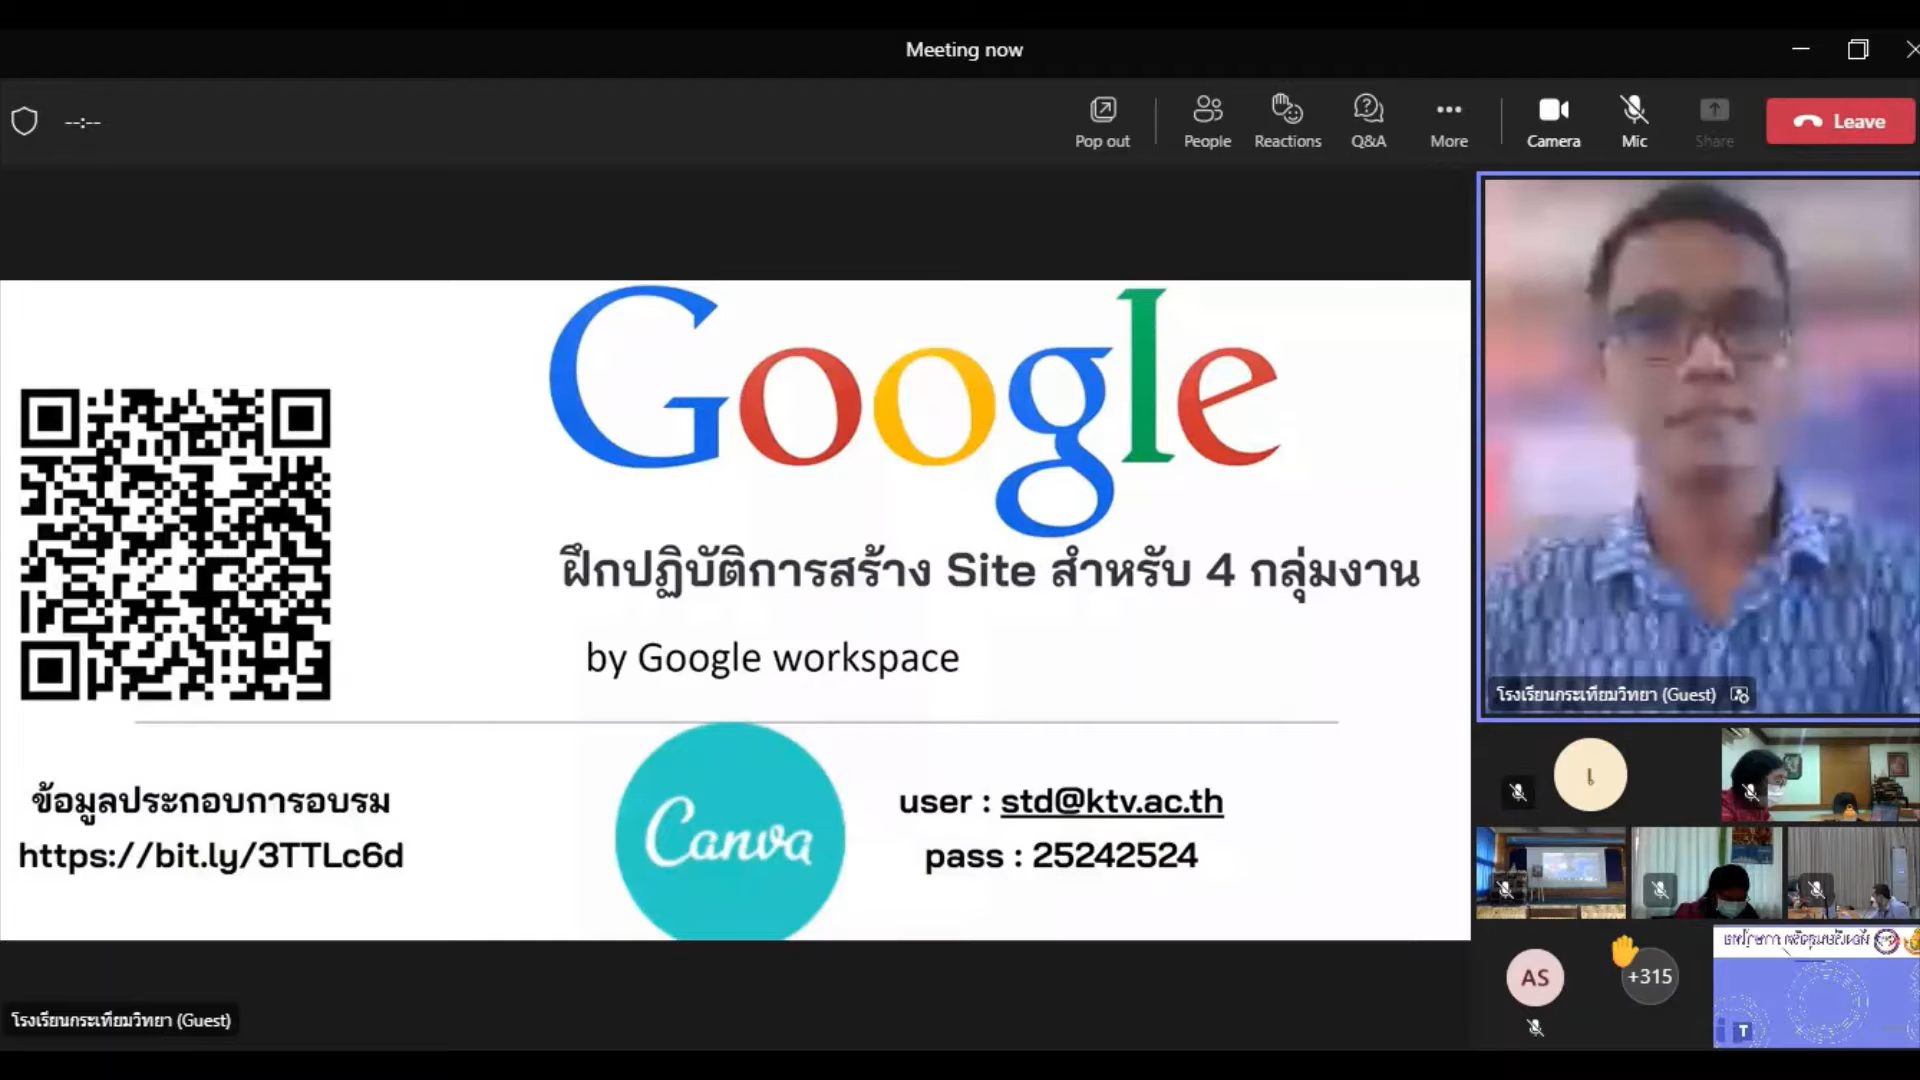 Meeting now
--:--
Pop out
People
Reactions
Q&A
More
Camera
Mic
Share
Leave
Google
ฝึกปฏิบัติการสร้าง Site สำหรับ 4 กลุ่มงาน
by Google workspace
ข้อมูลประกอบการอบรม
https://bit.ly/3TTLc6d
Canva
user : std@ktv.ac.th
pass : 25242524
โรงเรียนกระเทียมวิทยา (Guest)
เ
AS
+315
T
โรงเรียนกระเทียมวิทยา (Guest)